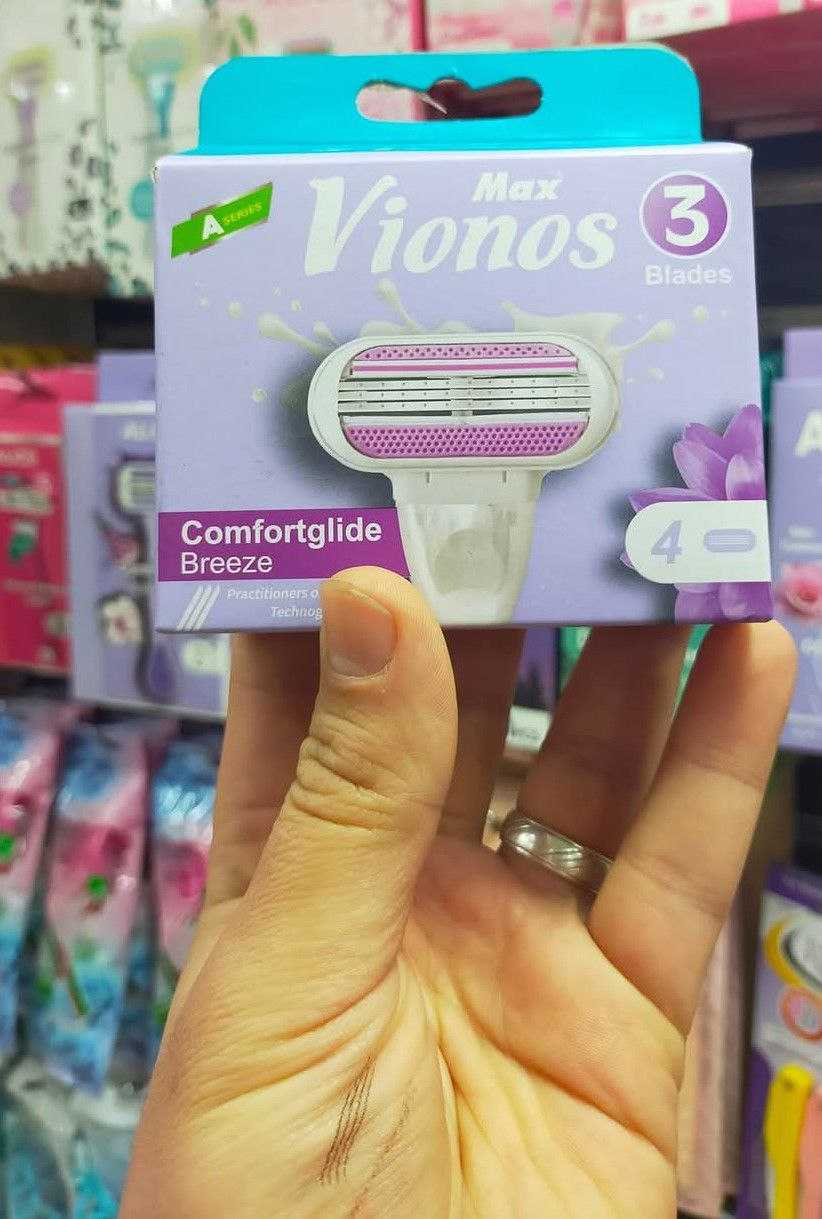 A SERIES
Max
Vionos
3
Blades
Comfortglide
Breeze
4
Practitioners